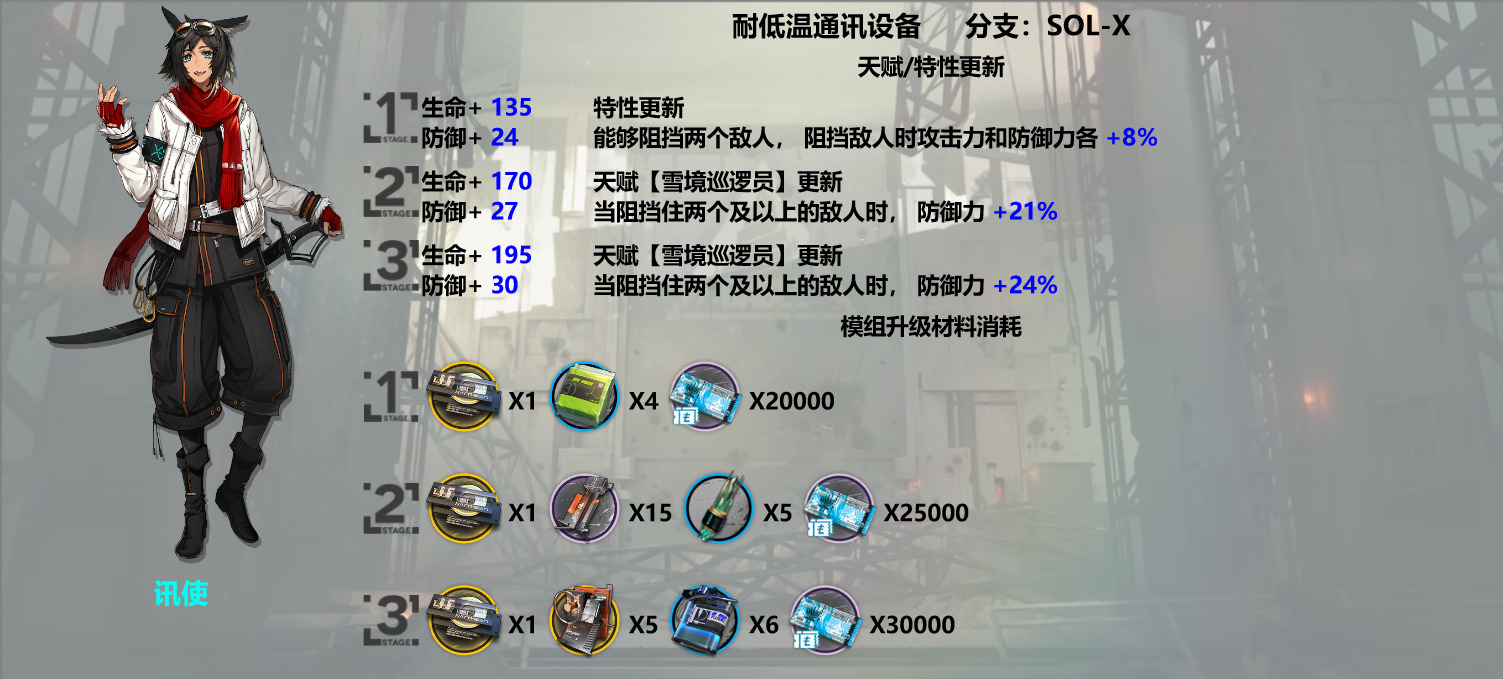 耐低温通讯设备 分支：SOL-X
天赋/特性更新
1 STAGE.
生命+ 135 特性更新
防御+ 24 能够阻挡两个敌人， 阻挡敌人时攻击力和防御力各 +8%
2 STAGE.
生命+ 170 天赋【雪境巡逻员】更新
防御+ 27 当阻挡住两个及以上的敌人时， 防御力 +21%
3 STAGE.
生命+ 195 天赋【雪境巡逻员】更新
防御+ 30 当阻挡住两个及以上的敌人时， 防御力 +24%
模组升级材料消耗
1 STAGE. X1 X4 X20000
2 STAGE. X1 X15 X5 X25000
讯使
3 STAGE. X1 X5 X6 X30000